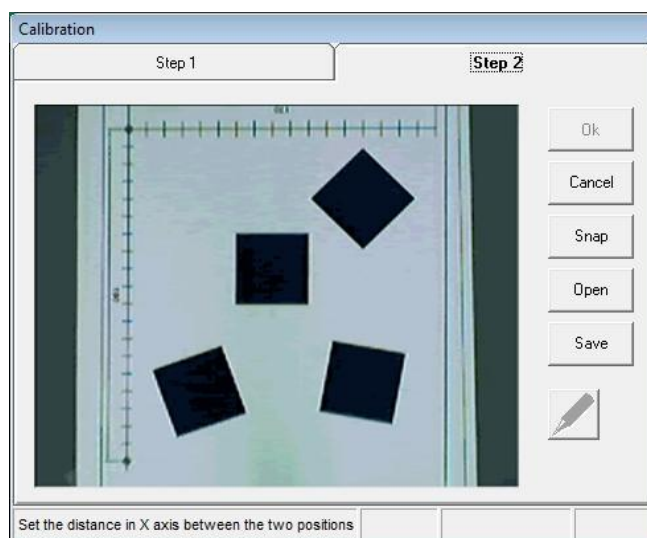 Calibration
Step 1
Step 2
Ok
Cancel
Snap
Open
Save
Set the distance in X axis between the two positions